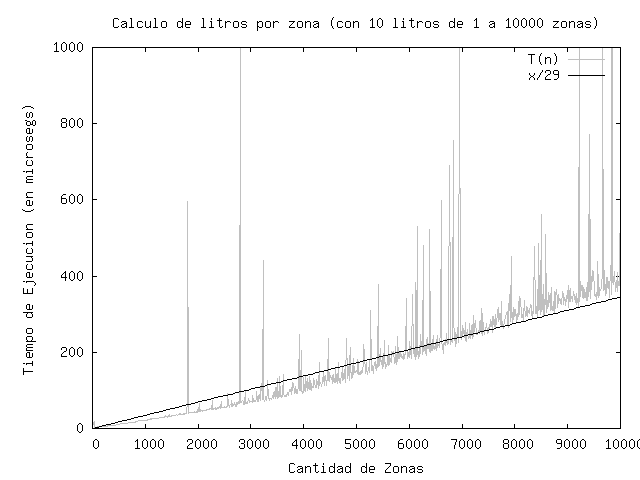 Calculo de litros por zona (con 10 litros de 1 a 10000 zonas)
1000
800
600
400
200
0
T(n)
x/29
Tiempo de Ejecucion (en microsegs)
0 1000 2000 3000 4000 5000 6000 7000 8000 9000 10000
Cantidad de Zonas